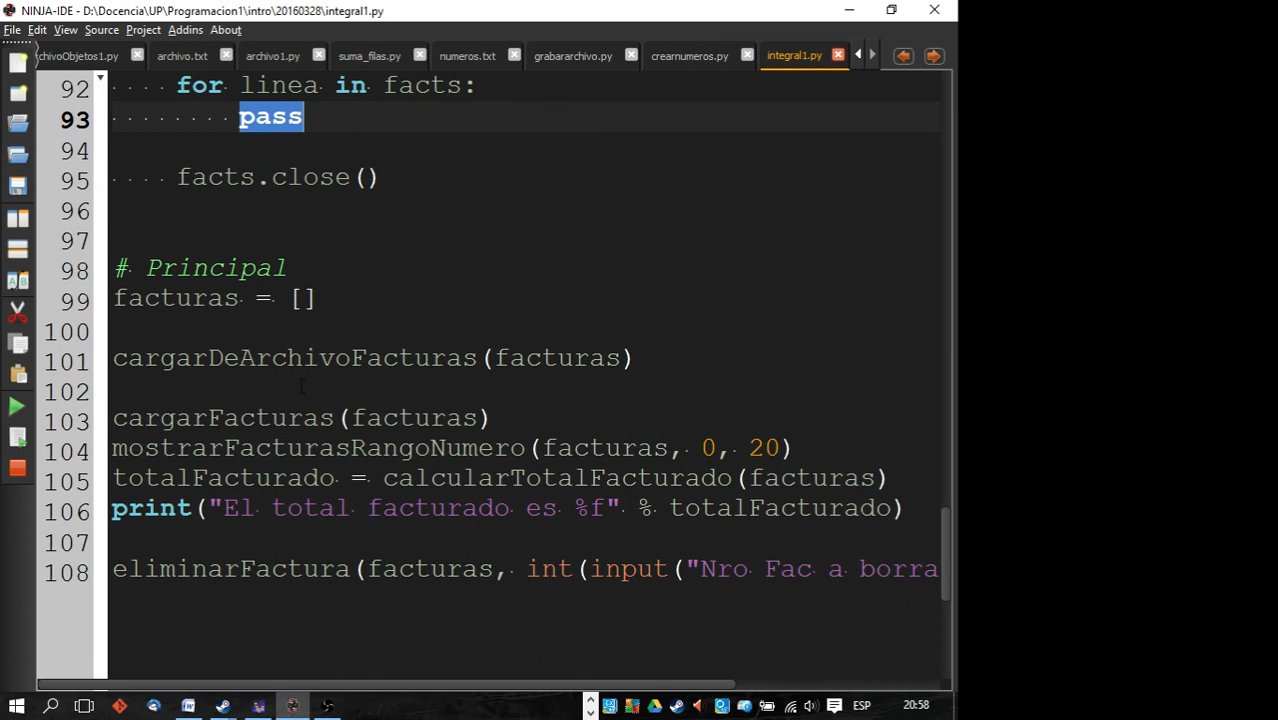 NINJA-IDE - D:\Docencia\UP\Programacion1\intro\20160328\integral1.py
File Edit View Source Project Addins About
chivoObjetos1.py archivo.txt archivo1.py suma_filas.py numeros.txt grabararchivo.py crearnumeros.py integral1.py
92 for linea in facts:
93 pass
94
95 facts.close()
96
97
98 # Principal
99 facturas = []
100
101 cargarDeArchivoFacturas(facturas)
102
103 cargarFacturas(facturas)
104 mostrarFacturasRangoNumero(facturas, 0, 20)
105 totalFacturado = calcularTotalFacturado(facturas)
106 print("El total facturado es %f" % totalFacturado)
107
108 eliminarFactura(facturas, int(input("Nro Fac a borra
ESP 20:58